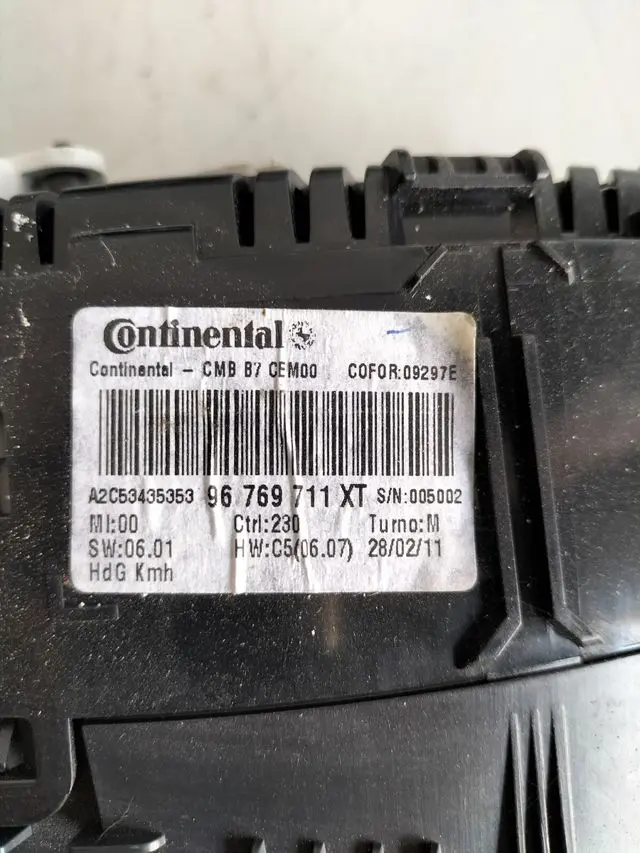 Continental
Continental - CMB B7 CEM00 COFOR:09297E
A2C53435353 96 769 711 XT S/N:005002
MI:00 Ctrl:230 Turno:M
SW:06.01 HW:C5(06.07) 28/02/11
HdG Kmh